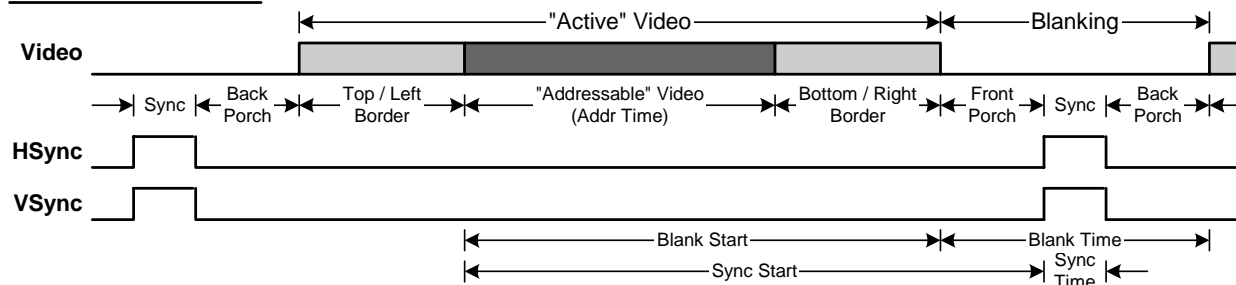 "Active" Video
Blanking
Video
Sync
Back
Porch
Top / Left
Border
"Addressable" Video
(Addr Time)
Bottom / Right
Border
Front
Porch
Sync
Back
Porch
HSync
VSync
Blank Start
Blank Time
Sync Start
Sync
Time